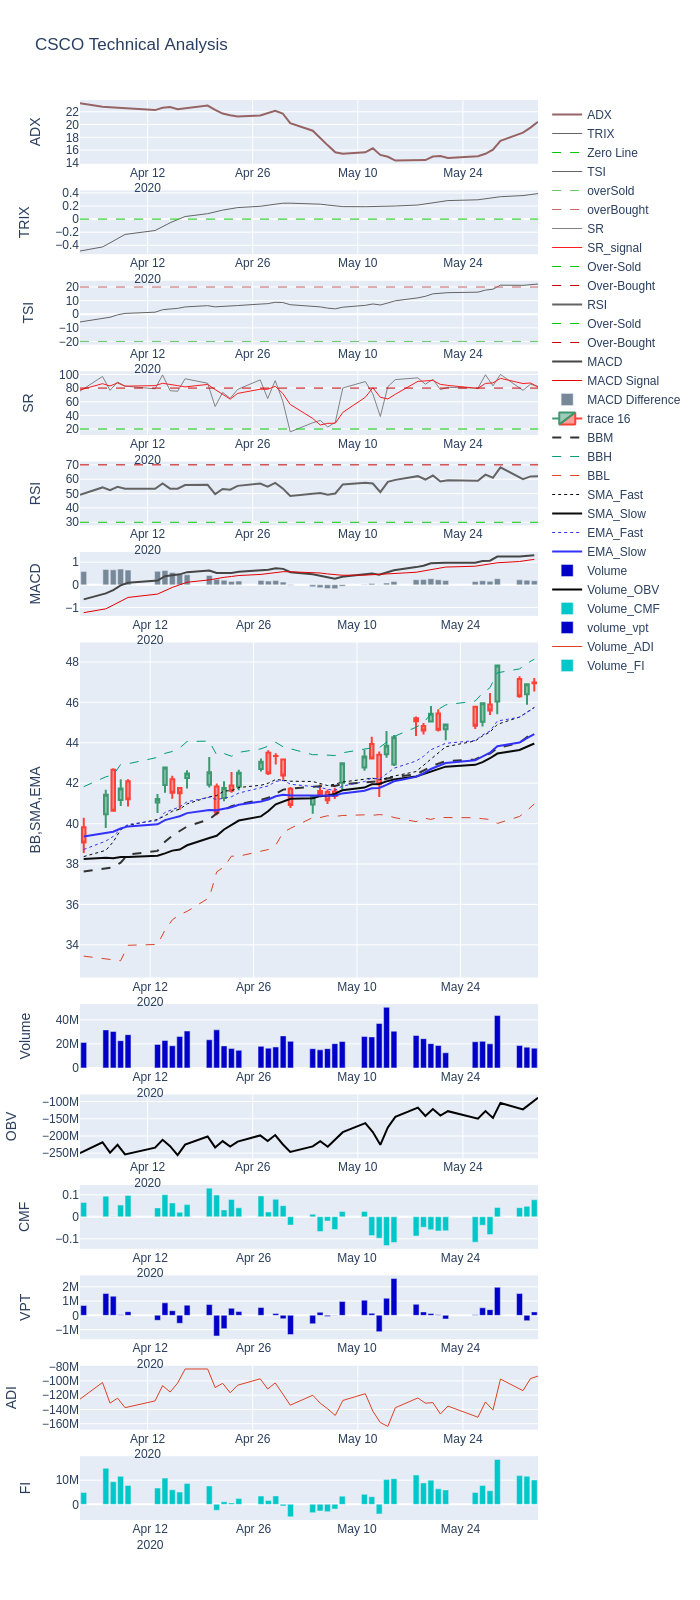 CSCO Technical Analysis
ADX
22
20
18
16
14
Apr 12
2020
Apr 26
May 10
May 24
TRIX
0.4
0.2
0
−0.2
−0.4
Apr 12
2020
Apr 26
May 10
May 24
TSI
20
10
0
−10
−20
Apr 12
2020
Apr 26
May 10
May 24
SR
100
80
60
40
20
Apr 12
2020
Apr 26
May 10
May 24
RSI
70
60
50
40
30
Apr 12
2020
Apr 26
May 10
May 24
MACD
1
0
−1
Apr 12
2020
Apr 26
May 10
May 24
BB,SMA,EMA
48
46
44
42
40
38
36
34
Apr 12
2020
Apr 26
May 10
May 24
Volume
40M
20M
0
Apr 12
2020
Apr 26
May 10
May 24
OBV
−100M
−150M
−200M
−250M
Apr 12
2020
Apr 26
May 10
May 24
CMF
0.1
0
−0.1
Apr 12
2020
Apr 26
May 10
May 24
VPT
2M
1M
0
−1M
Apr 12
2020
Apr 26
May 10
May 24
ADI
−80M
−100M
−120M
−140M
−160M
Apr 12
2020
Apr 26
May 10
May 24
FI
10M
0
Apr 12
2020
Apr 26
May 10
May 24
ADX
TRIX
Zero Line
TSI
overSold
overBought
SR
SR_signal
Over-Sold
Over-Bought
RSI
Over-Sold
Over-Bought
MACD
MACD Signal
MACD Difference
trace 16
BBM
BBH
BBL
SMA_Fast
SMA_Slow
EMA_Fast
EMA_Slow
Volume
Volume_OBV
Volume_CMF
volume_vpt
Volume_ADI
Volume_FI